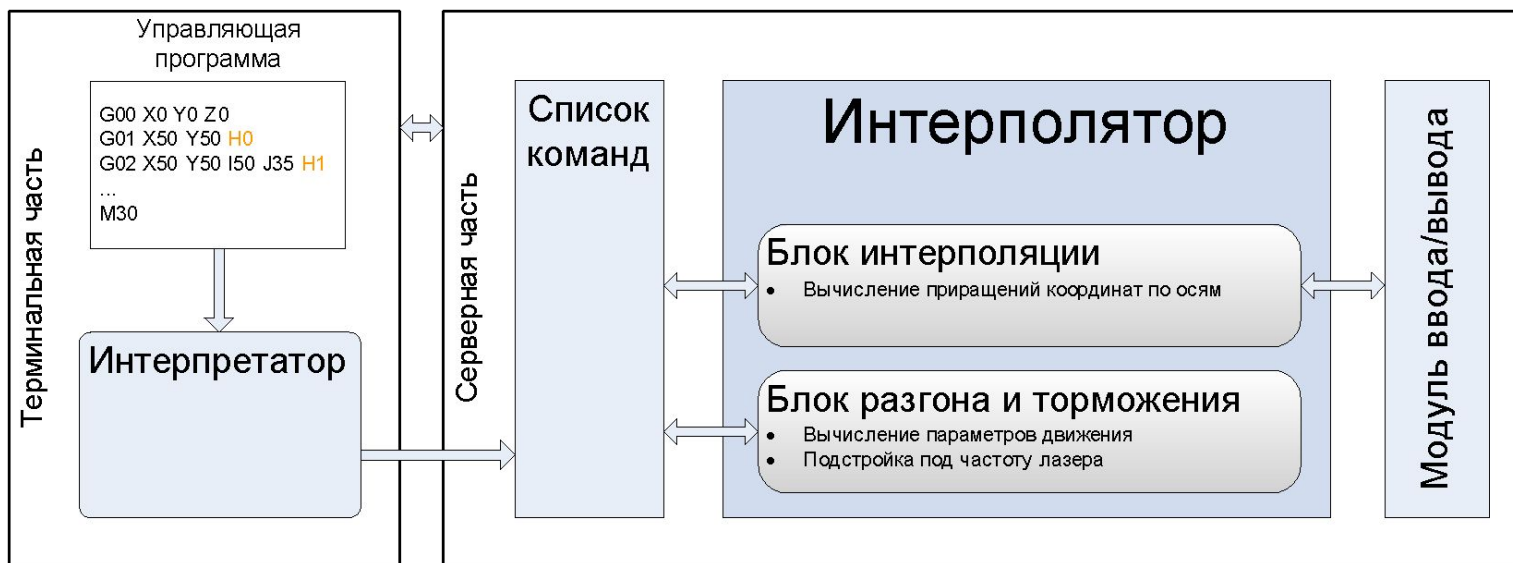 Терминальная часть
Управляющая
программа
G00 X0 Y0 Z0
G01 X50 Y50 H0
G02 X50 Y50 I50 J35 H1
...
M30
Интерпретатор
Серверная часть
Список
команд
Интерполятор
Блок интерполяции
• Вычисление приращений координат по осям
Блок разгона и торможения
• Вычисление параметров движения
• Подстройка под частоту лазера
Модуль ввода/вывода